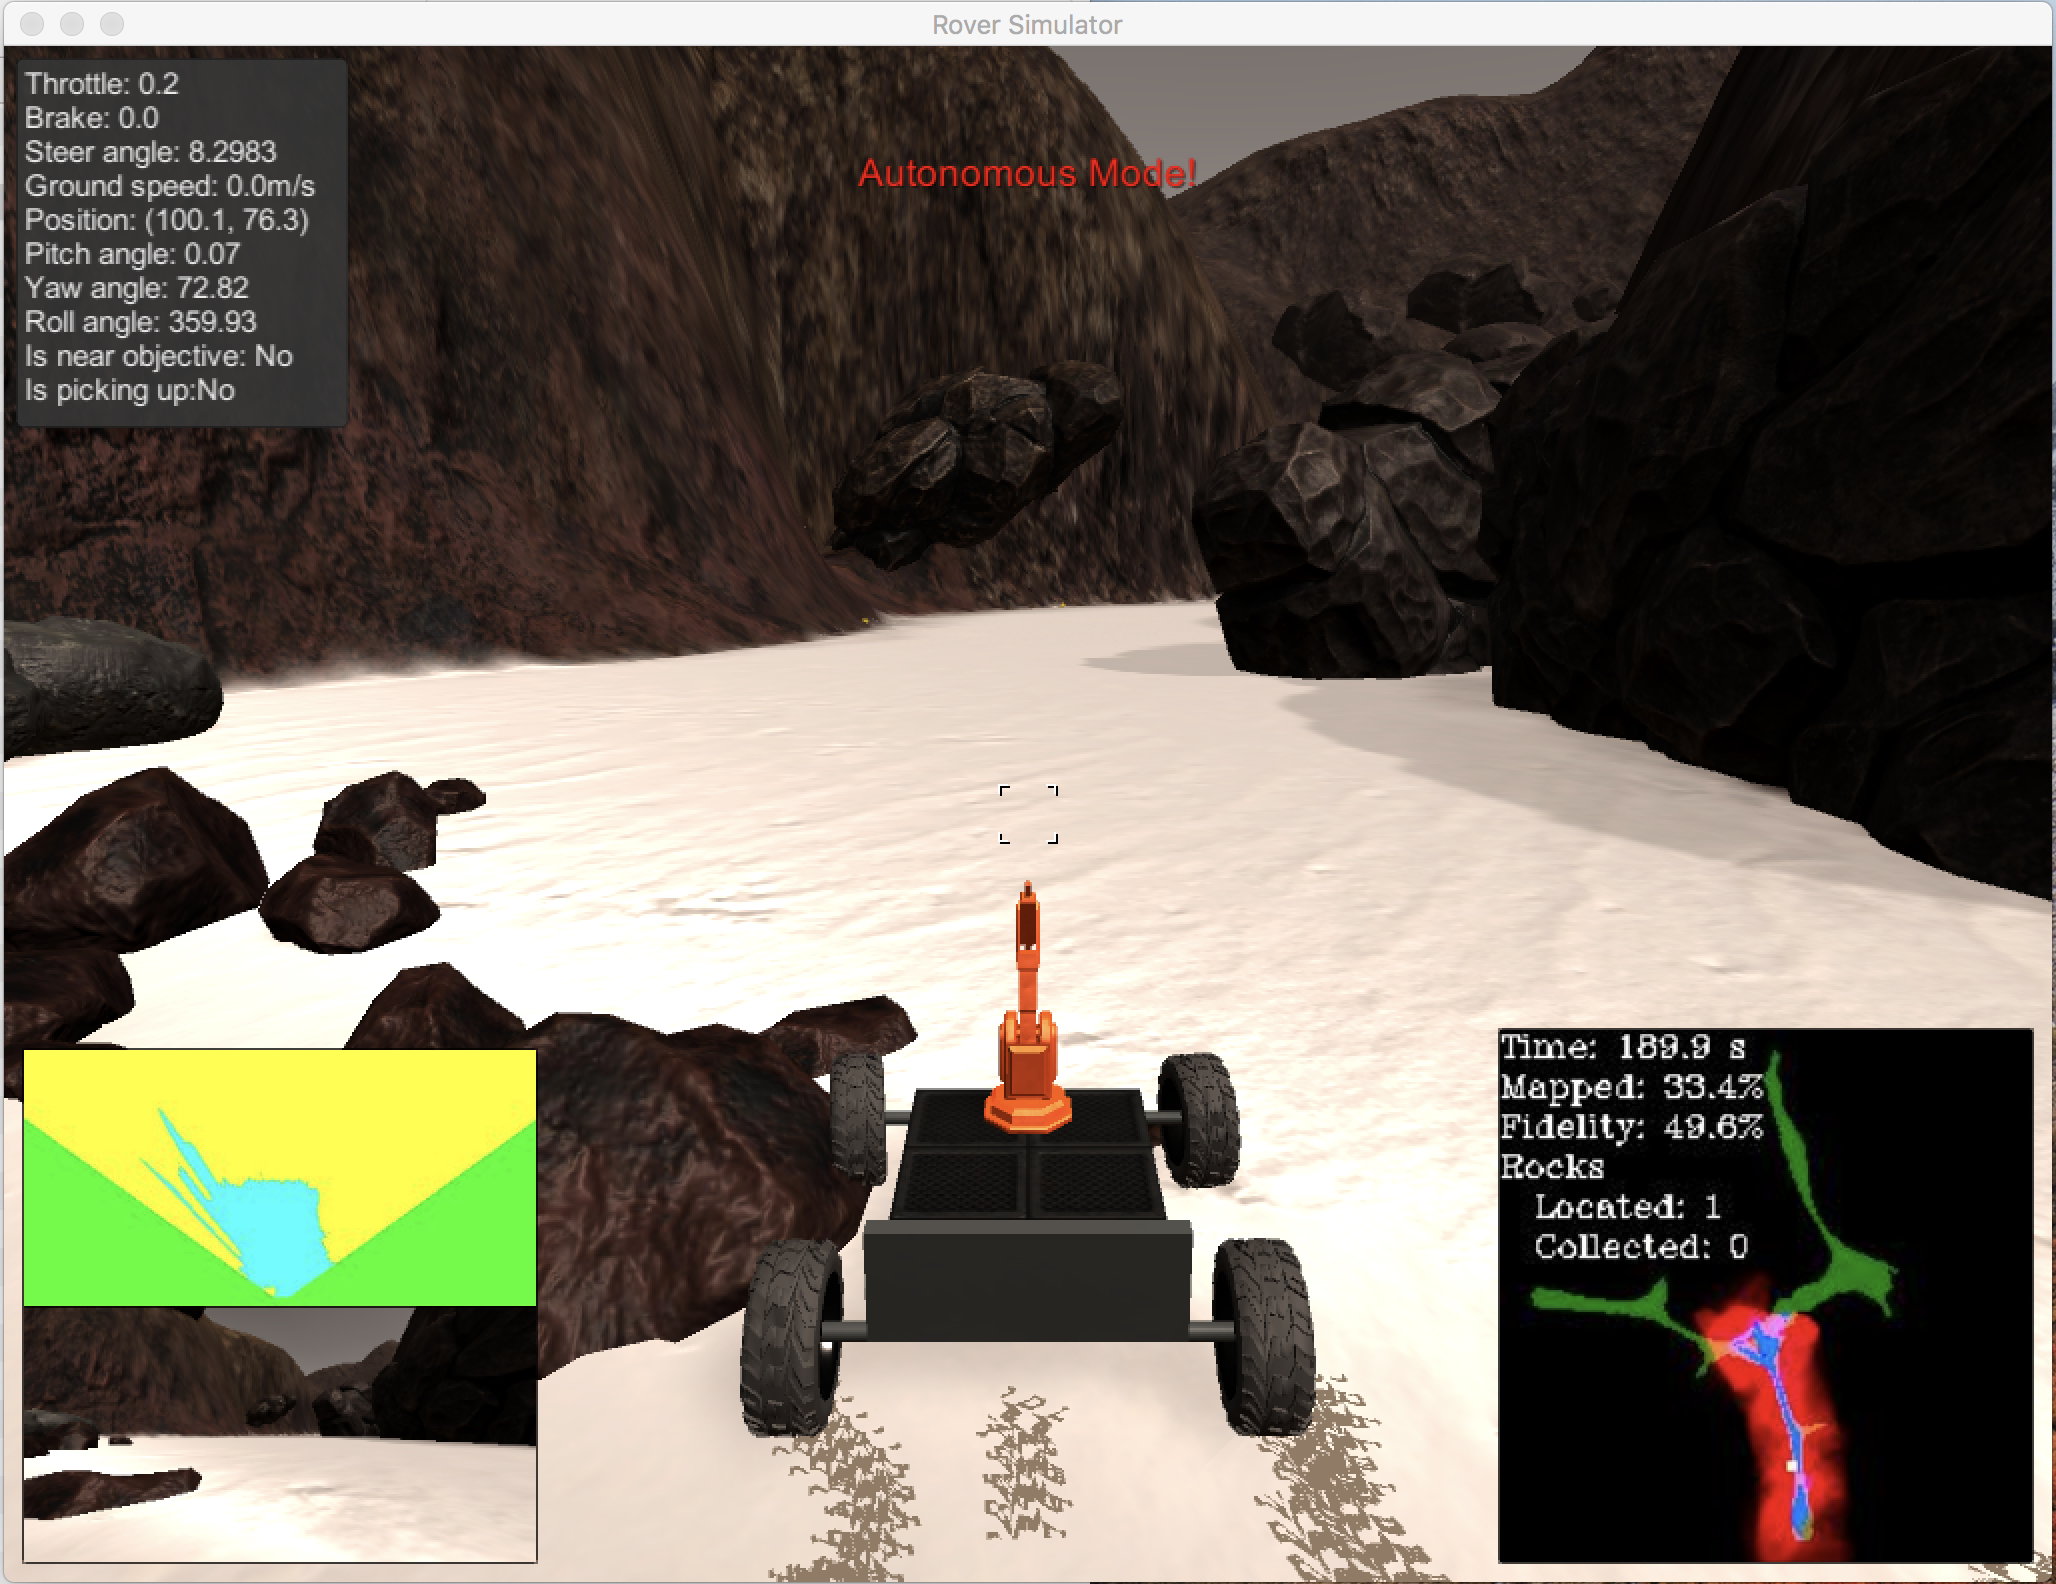 Rover Simulator
Throttle: 0.2
Brake: 0.0
Steer angle: 8.2983
Ground speed: 0.0m/s
Position: (100.1, 76.3)
Pitch angle: 0.07
Yaw angle: 72.82
Roll angle: 359.93
Is near objective: No
Is picking up:No
Autonomous Mode!
Time: 189.9 s
Mapped: 33.4%
Fidelity: 49.6%
Rocks
Located: 1
Collected: 0